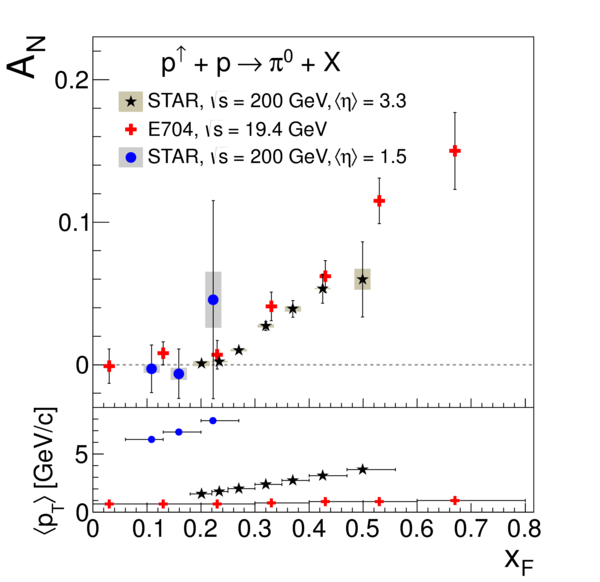 p↑ + p → π⁰ + X
STAR, √s = 200 GeV, ⟨η⟩ = 3.3
E704, √s = 19.4 GeV
STAR, √s = 200 GeV, ⟨η⟩ = 1.5
A_N
0.2
0.1
0
⟨p_T⟩ [GeV/c]
5
0
0 0.1 0.2 0.3 0.4 0.5 0.6 0.7 0.8
x_F